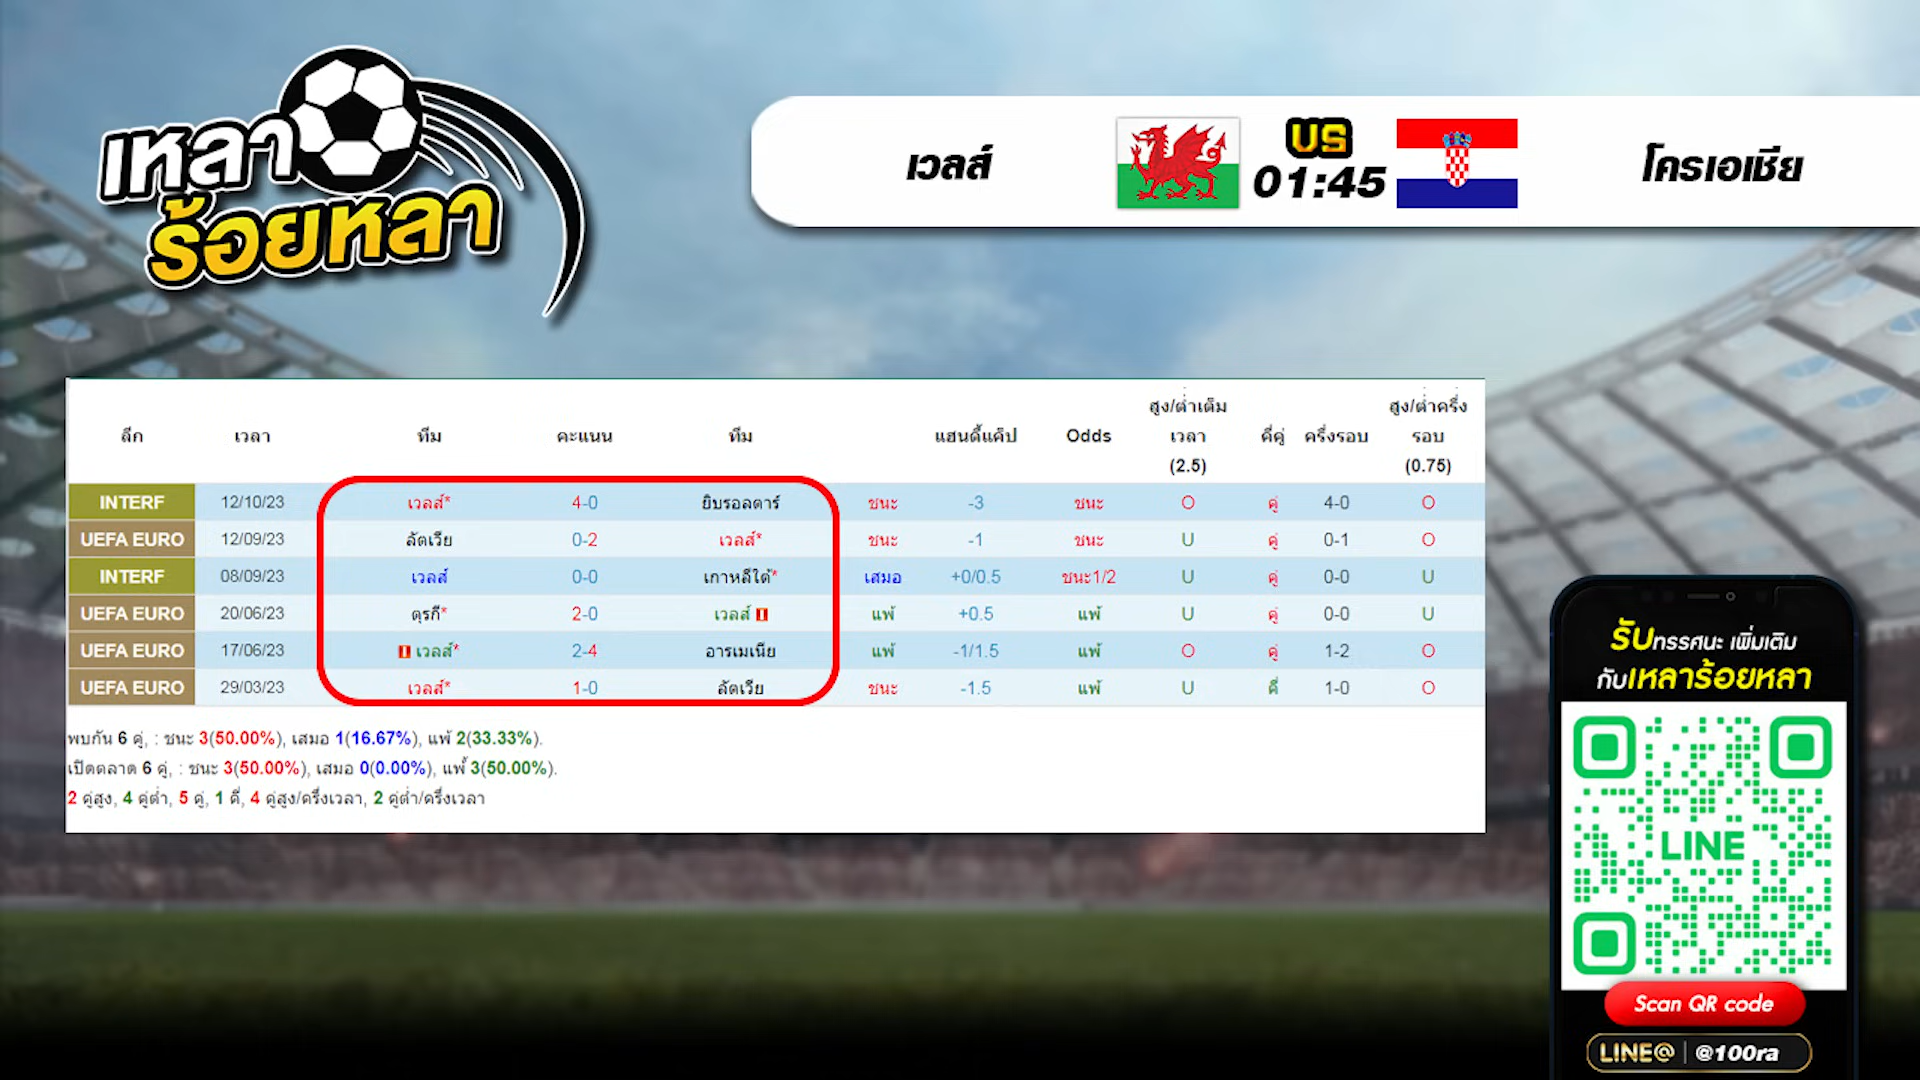 เหลา
ร้อยหลา
เวลส์ VS โครเอเชีย
01:45
ลีก เวลา ทีม คะแนน ทีม แฮนดี้แค็ป Odds สูง/ต่ำเต็มเวลา (2.5) คี่คู่ ครึ่งรอบ สูง/ต่ำครึ่งรอบ (0.75)
INTERF 12/10/23 เวลส์* 4-0 ยิบรอลตาร์ ชนะ -3 ชนะ O คู่ 4-0 O
UEFA EURO 12/09/23 ลัตเวีย 0-2 เวลส์* ชนะ -1 ชนะ U คู่ 0-1 O
INTERF 08/09/23 เวลส์ 0-0 เกาหลีใต้* เสมอ +0/0.5 ชนะ1/2 U คู่ 0-0 U
UEFA EURO 20/06/23 ตุรกี* 2-0 เวลส์ 1 แพ้ +0.5 แพ้ U คู่ 0-0 U
UEFA EURO 17/06/23 1 เวลส์* 2-4 อารเมเนีย แพ้ -1/1.5 แพ้ O คู่ 1-2 O
UEFA EURO 29/03/23 เวลส์* 1-0 ลัตเวีย ชนะ -1.5 แพ้ U คี่ 1-0 O
พบกัน 6 คู่, : ชนะ 3(50.00%), เสมอ 1(16.67%), แพ้ 2(33.33%).
เปิดตลาด 6 คู่, : ชนะ 3(50.00%), เสมอ 0(0.00%), แพ้ 3(50.00%).
2 คู่สูง, 4 คู่ต่ำ, 5 คู่, 1 คี่, 4 คู่สูง/ครึ่งเวลา, 2 คู่ต่ำ/ครึ่งเวลา
รับทรรศนะ เพิ่มเติม
กับเหลาร้อยหลา
LINE
Scan QR code
LINE@ | @100ra